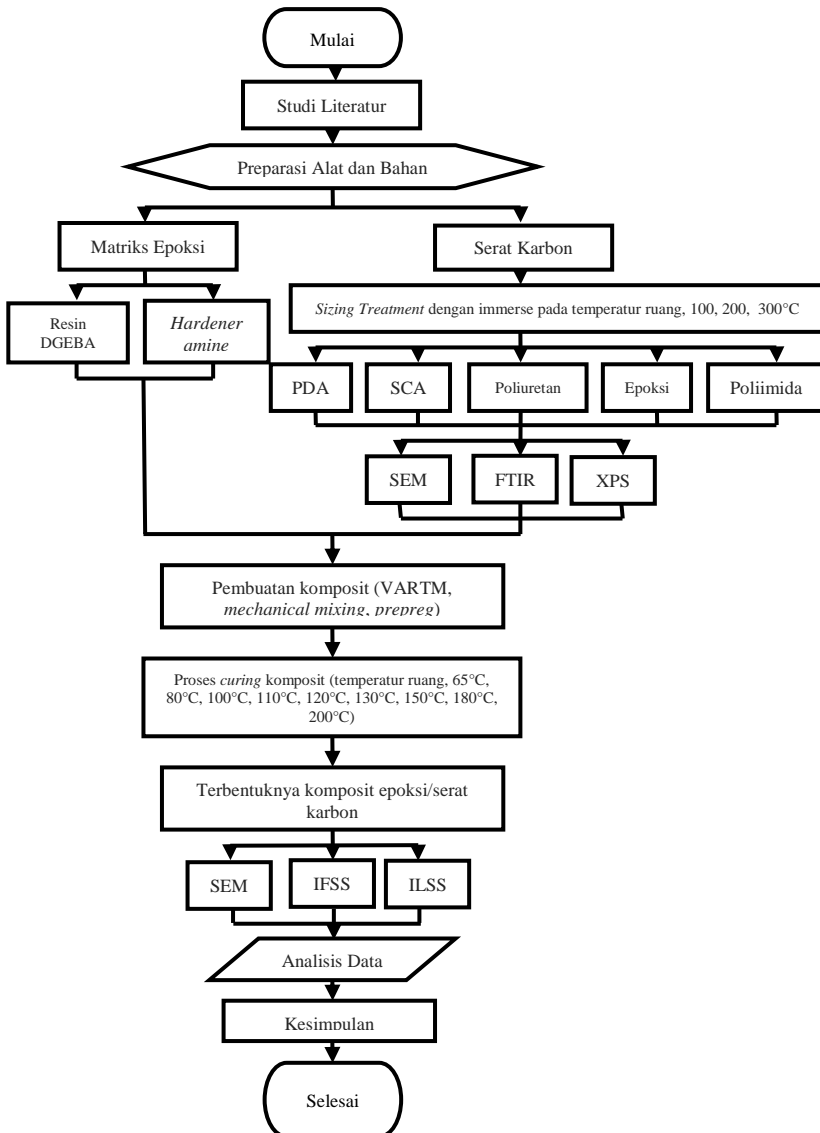 Mulai
Studi Literatur
Preparasi Alat dan Bahan
Matriks Epoksi
Serat Karbon
Resin
DGEBA
Hardener
amine
Sizing Treatment dengan immerse pada temperatur ruang, 100, 200, 300°C
PDA
SCA
Poliuretan
Epoksi
Poliimida
SEM
FTIR
XPS
Pembuatan komposit (VARTM,
mechanical mixing, prepreg)
Proses curing komposit (temperatur ruang, 65°C,
80°C, 100°C, 110°C, 120°C, 130°C, 150°C, 180°C,
200°C)
Terbentuknya komposit epoksi/serat
karbon
SEM
IFSS
ILSS
Analisis Data
Kesimpulan
Selesai